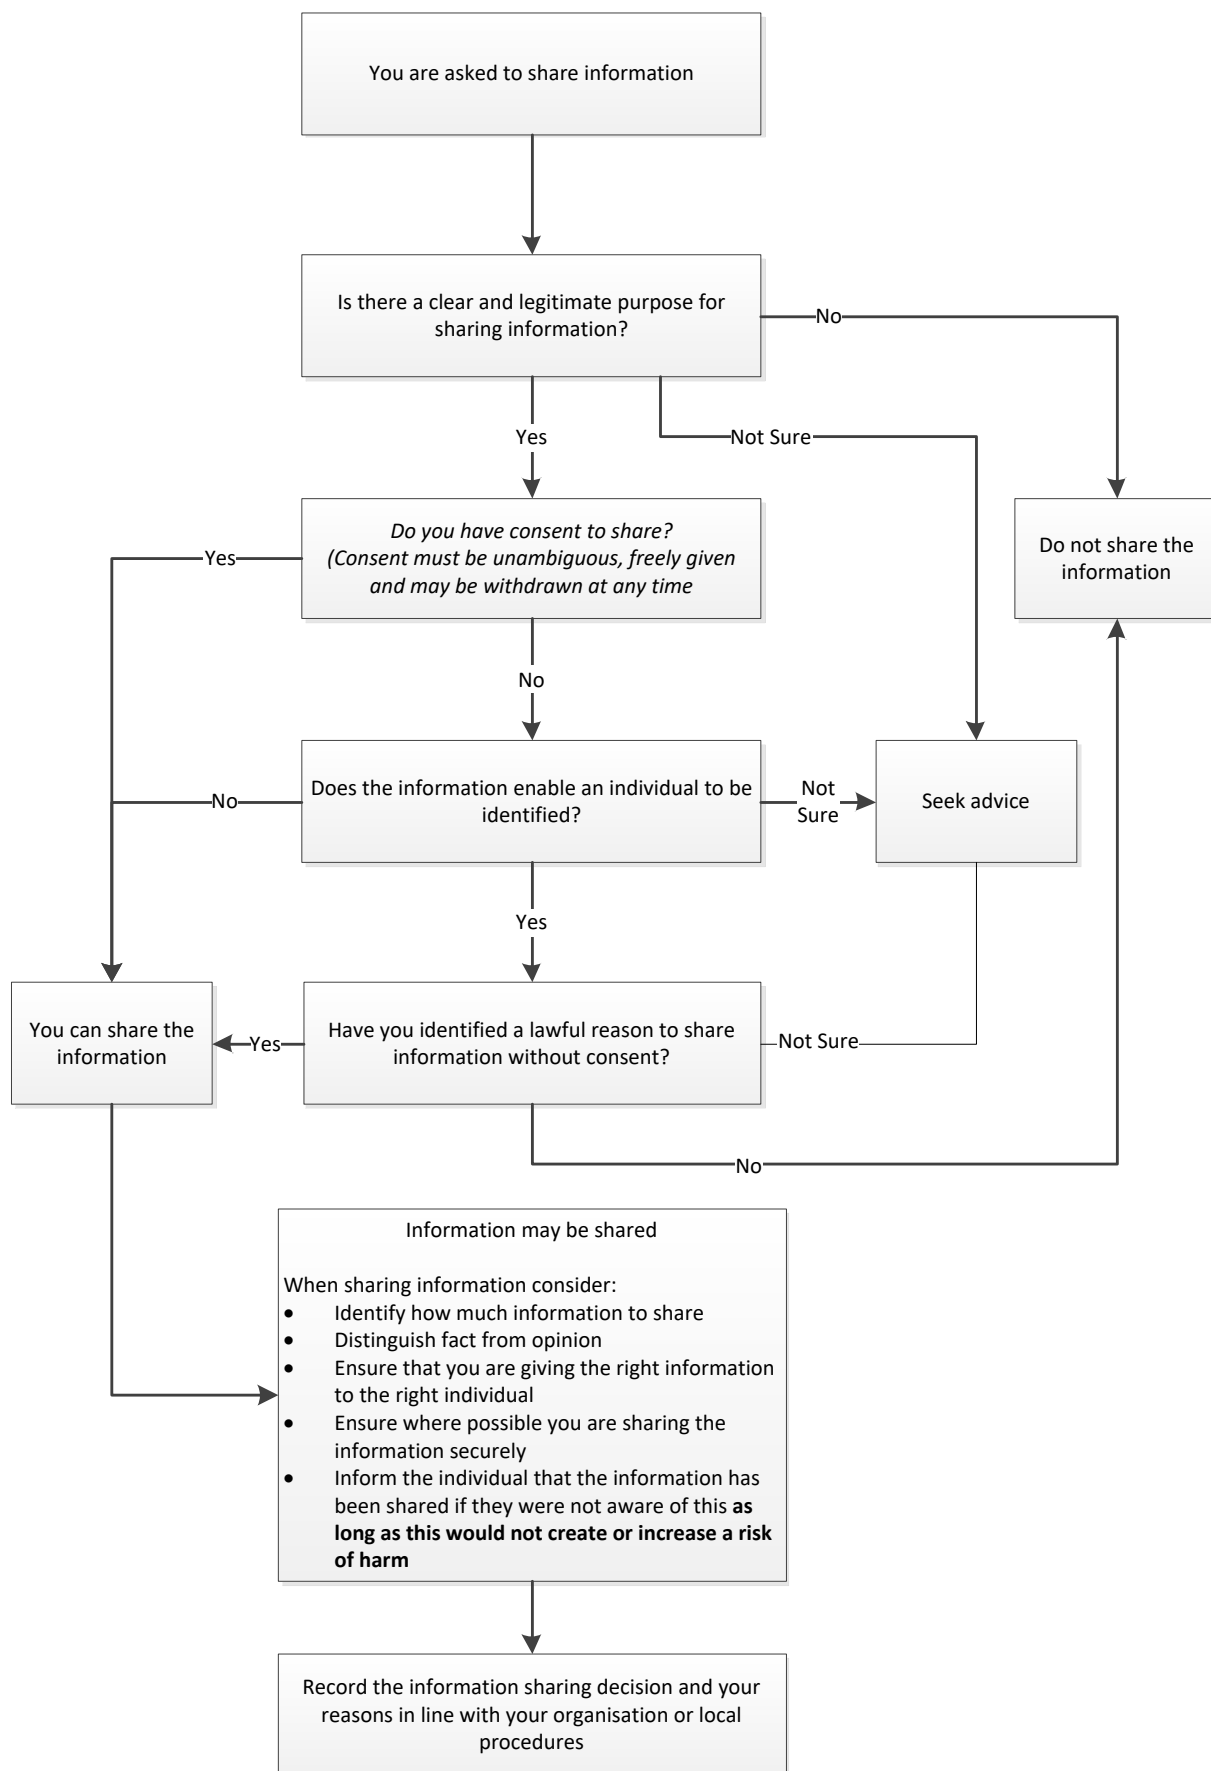 You are asked to share information
Is there a clear and legitimate purpose for
sharing information?
No
Yes
Not Sure
Do you have consent to share?
(Consent must be unambiguous, freely given
and may be withdrawn at any time
Yes
Do not share the
information
No
Does the information enable an individual to be
identified?
No
Not
Sure
Seek advice
Yes
You can share the
information
Yes
Have you identified a lawful reason to share
information without consent?
Not Sure
No
Information may be shared
When sharing information consider:
• Identify how much information to share
• Distinguish fact from opinion
• Ensure that you are giving the right information
to the right individual
• Ensure where possible you are sharing the
information securely
• Inform the individual that the information has
been shared if they were not aware of this as
long as this would not create or increase a risk
of harm
Record the information sharing decision and your
reasons in line with your organisation or local
procedures